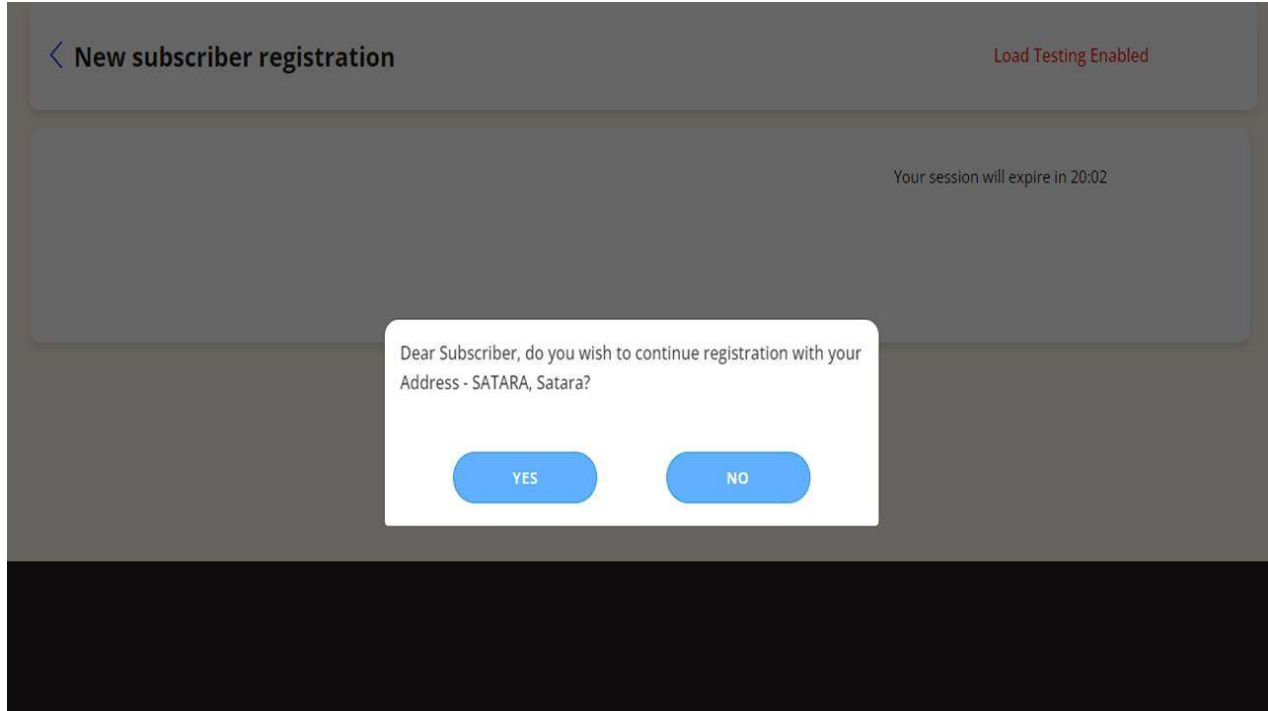 New subscriber registration
Load Testing Enabled
Your session will expire in 20:02
Dear Subscriber, do you wish to continue registration with your
Address - SATARA, Satara?
YES
NO